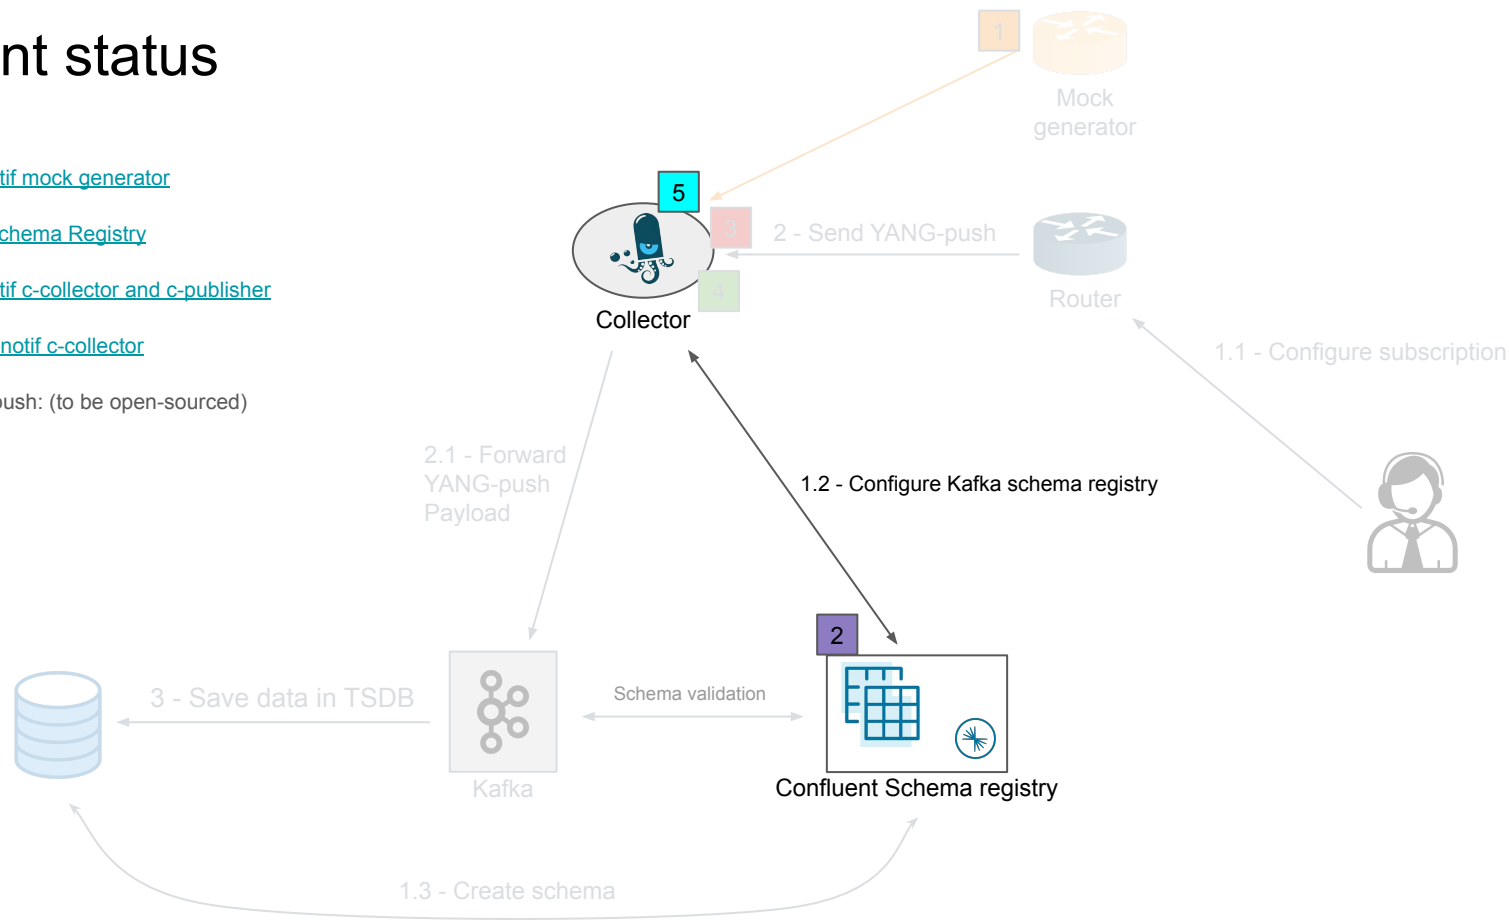 nt status
1
Mock
generator
tif mock generator
5
chema Registry
3
2 - Send YANG-push
tif c-collector and c-publisher
4
Router
Collector
notif c-collector
1.1 - Configure subscription
push: (to be open-sourced)
2.1 - Forward
YANG-push
Payload
1.2 - Configure Kafka schema registry
2
3 - Save data in TSDB
Schema validation
Kafka
Confluent Schema registry
1.3 - Create schema